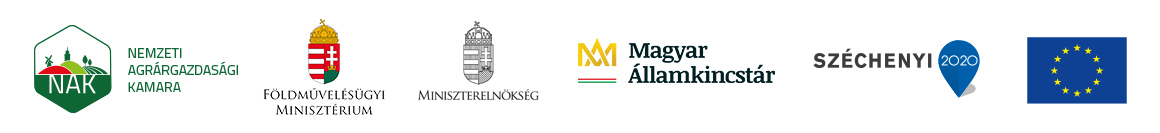 NAK
NEMZETI
AGRÁRGAZDASÁGI
KAMARA
FÖLDMŰVELÉSÜGYI
MINISZTÉRIUM
MINISZTERELNÖKSÉG
Magyar
Államkincstár
SZÉCHENYI 2020